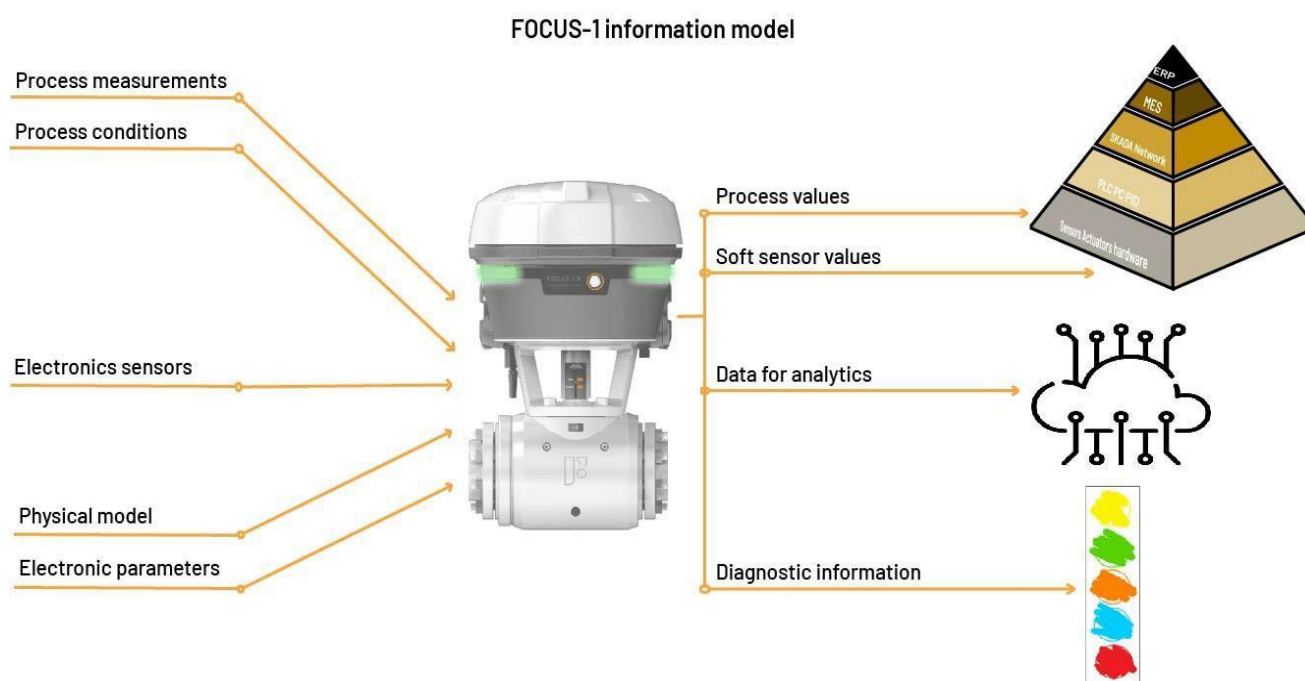 FOCUS-1 information model
Process measurements
Process conditions
Electronics sensors
Physical model
Electronic parameters
FOCUS
Process values
Soft sensor values
Data for analytics
Diagnostic information
ERP
MES
SKADA Network
PLC PC PID
Sensors Actuators hardware